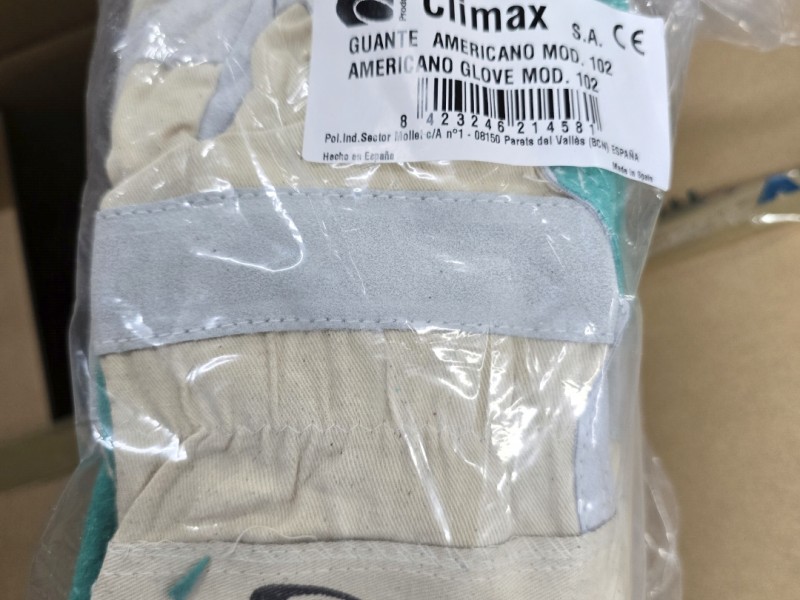 Climax S.A. CE
GUANTE AMERICANO MOD. 102
AMERICANO GLOVE MOD. 102
8 423246 214581
Pol.Ind.Sector Mollet c/A nº1 - 08150 Parets del Vallés (BCN) ESPAÑA
Hecho en España Made in Spain